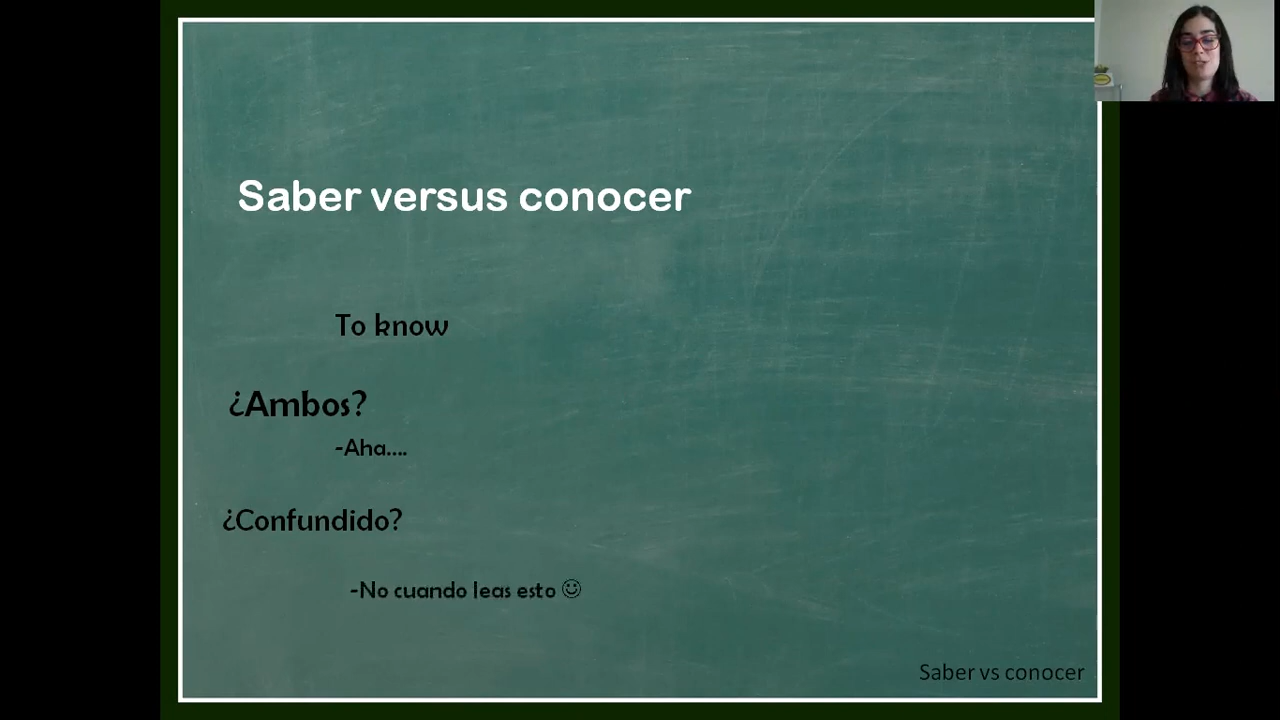 Saber versus conocer
To know
¿Ambos?
-Aha....
¿Confundido?
-No cuando leas esto ☺
Saber vs conocer